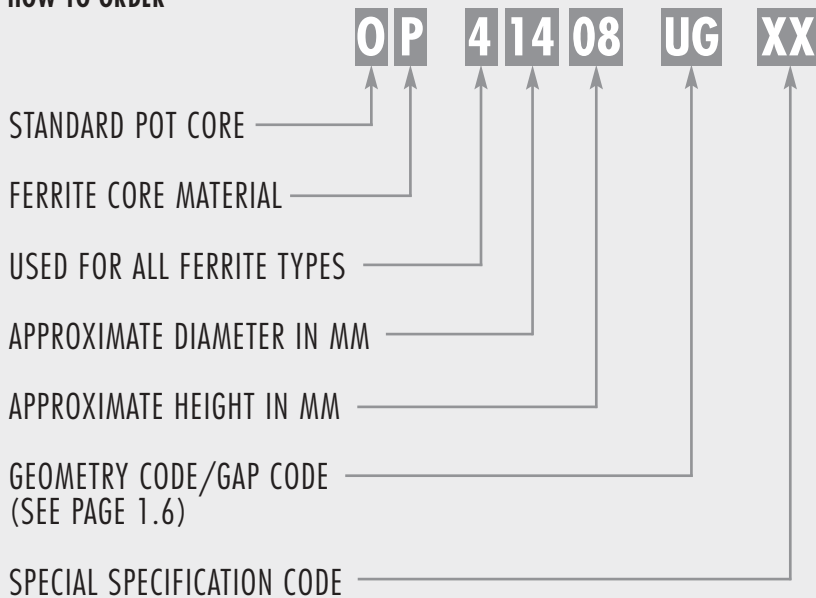 HOW TO ORDER
O P 4 14 08 UG XX
STANDARD POT CORE
FERRITE CORE MATERIAL
USED FOR ALL FERRITE TYPES
APPROXIMATE DIAMETER IN MM
APPROXIMATE HEIGHT IN MM
GEOMETRY CODE/GAP CODE
(SEE PAGE 1.6)
SPECIAL SPECIFICATION CODE